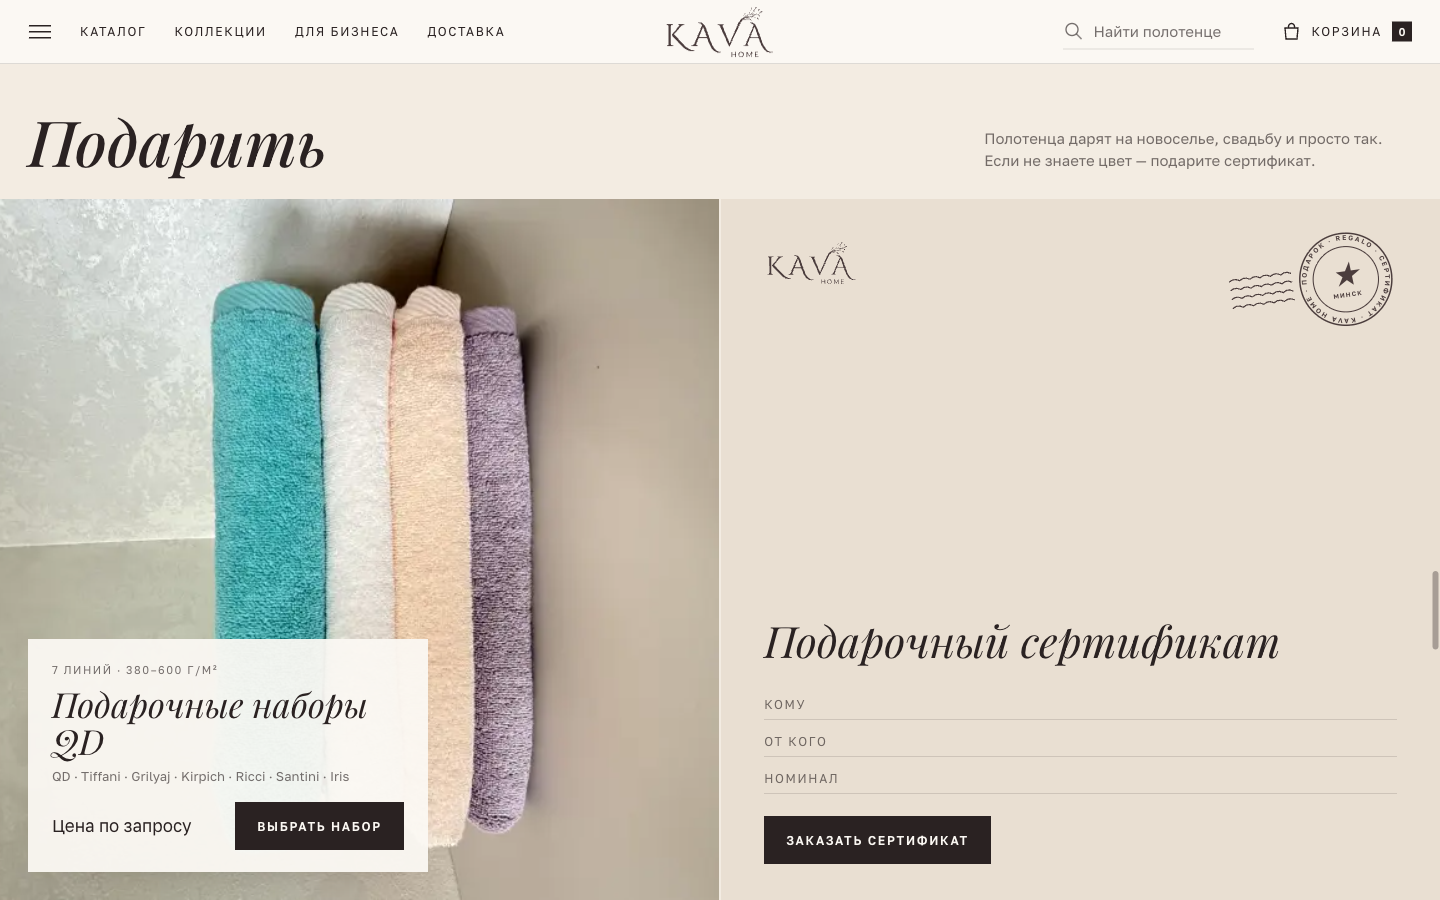 КАТАЛОГ
КОЛЛЕКЦИИ
ДЛЯ БИЗНЕСА
ДОСТАВКА
KAVA
HOME
Найти полотенце
КОРЗИНА
0
Подарить
Полотенца дарят на новоселье, свадьбу и просто так.
Если не знаете цвет — подарите сертификат.
7 ЛИНИЙ · 380–600 Г/М²
Подарочные наборы
QD
QD · Tiffani · Grilyaj · Kirpich · Ricci · Santini · Iris
Цена по запросу
ВЫБРАТЬ НАБОР
KAVA
HOME
ПОДАРОК · REGALO · СЕРТИФИКАТ · KAVA HOME ·
МИНСК
Подарочный сертификат
КОМУ
ОТ КОГО
НОМИНАЛ
ЗАКАЗАТЬ СЕРТИФИКАТ